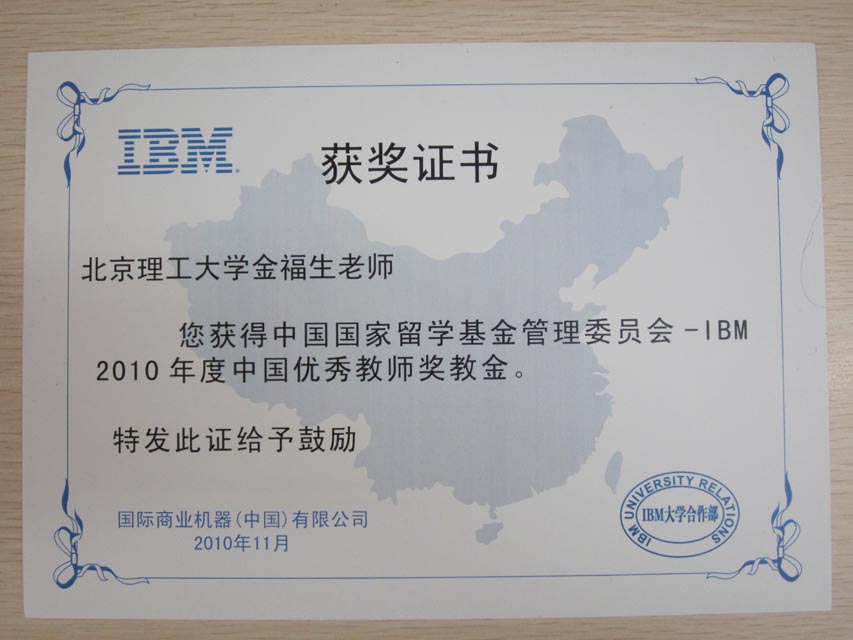 IBM
获奖证书
北京理工大学金福生老师
您获得中国国家留学基金管理委员会-IBM
2010年度中国优秀教师奖教金。
特发此证给予鼓励
国际商业机器(中国)有限公司
2010年11月
IBM UNIVERSITY RELATIONS
IBM大学合作部